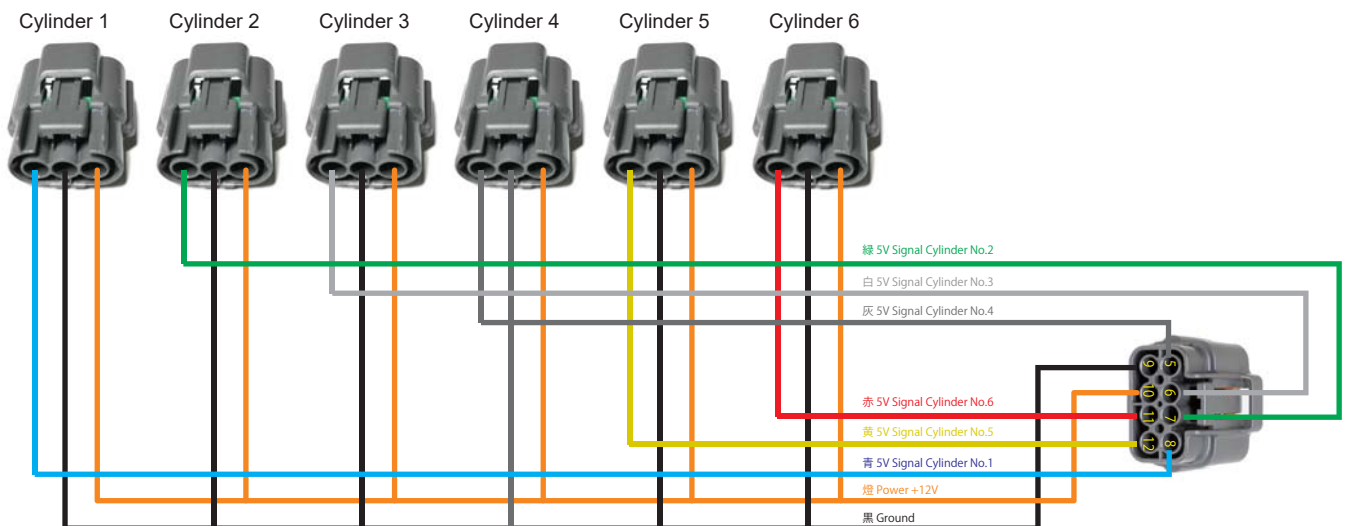 Cylinder 1
Cylinder 2
Cylinder 3
Cylinder 4
Cylinder 5
Cylinder 6
緑 5V Signal Cylinder No.2
白 5V Signal Cylinder No.3
灰 5V Signal Cylinder No.4
9 5
10 6
赤 5V Signal Cylinder No.6
11 7
黄 5V Signal Cylinder No.5
12 8
青 5V Signal Cylinder No.1
燈 Power +12V
黒 Ground